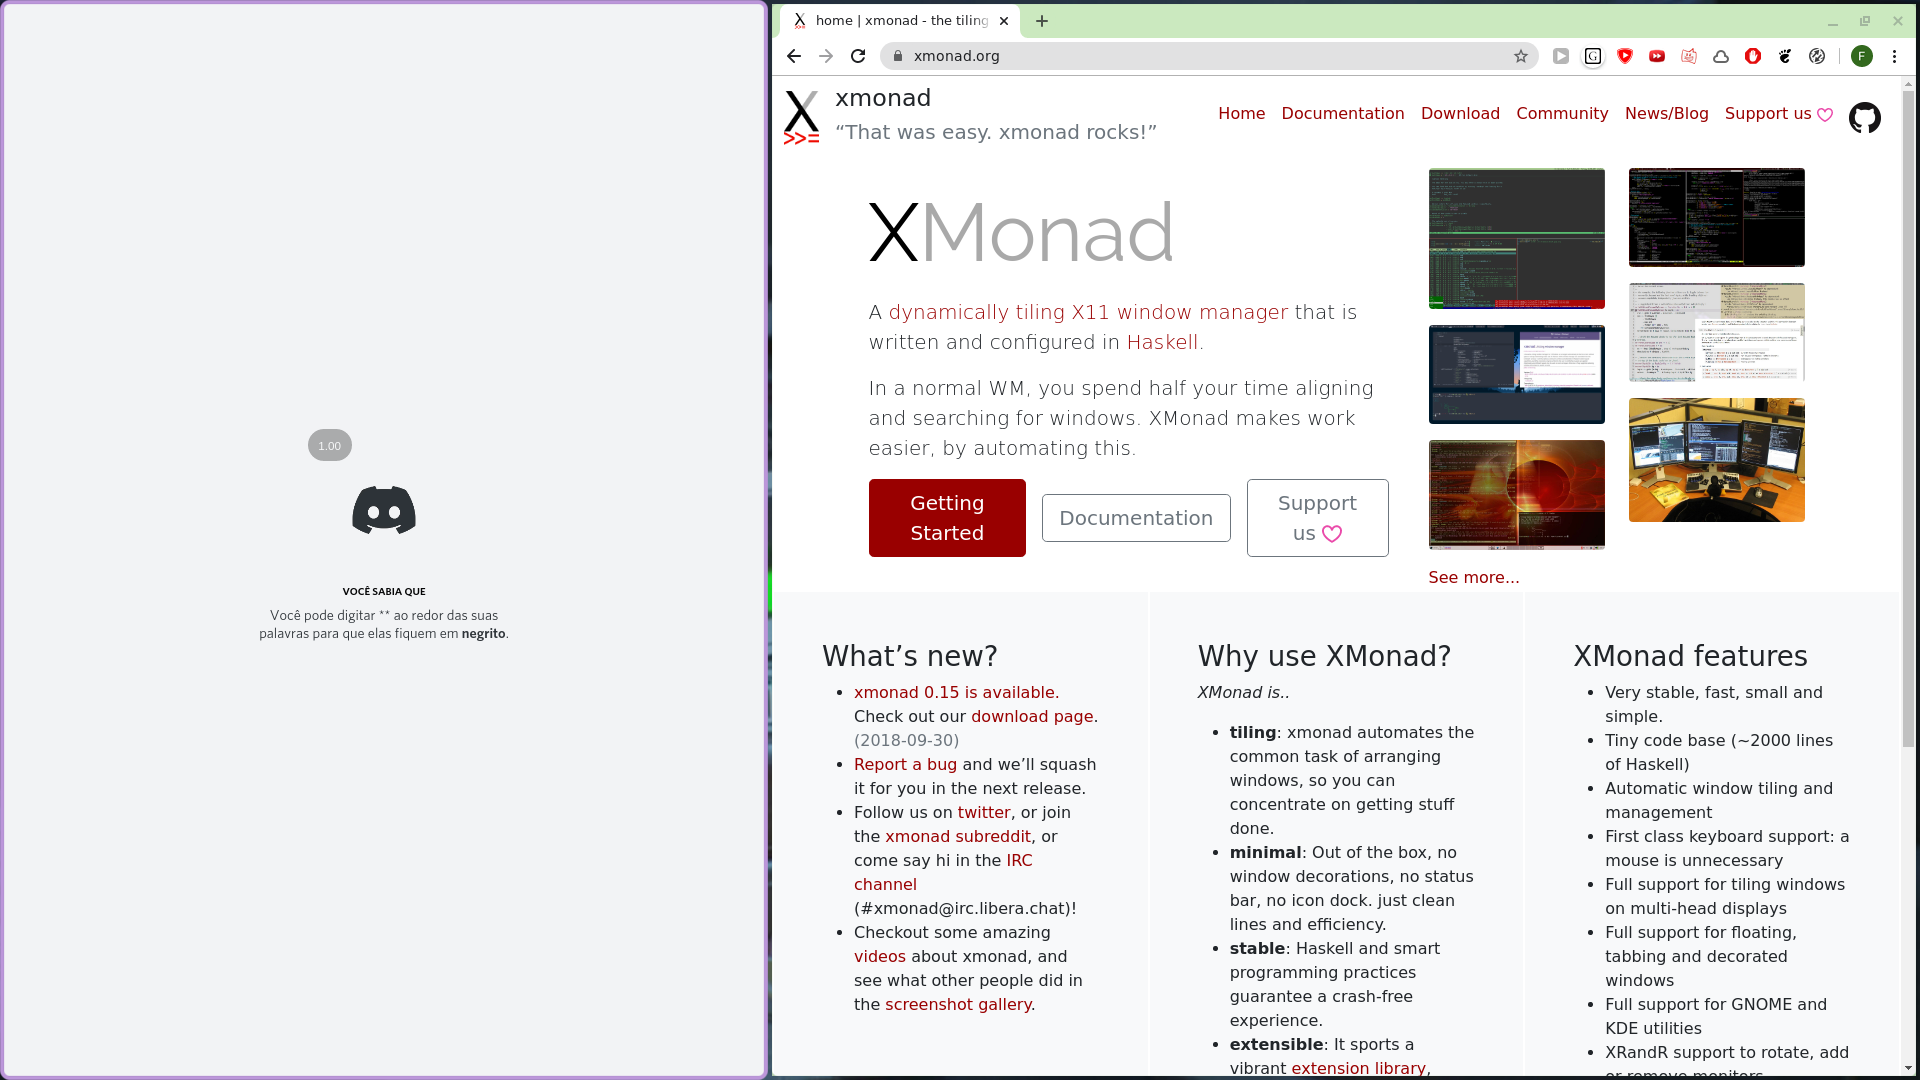 1.00
VOCÊ SABIA QUE
Você pode digitar ** ao redor das suas
palavras para que elas fiquem em negrito.
home | xmonad - the tiling
xmonad.org
G
F
xmonad
“That was easy. xmonad rocks!”
Home Documentation Download Community News/Blog Support us
XMonad
A dynamically tiling X11 window manager that is
written and configured in Haskell.
In a normal WM, you spend half your time aligning
and searching for windows. XMonad makes work
easier, by automating this.
Getting
Started
Documentation
Support
us
See more...
What’s new?
xmonad 0.15 is available.
Check out our download page.
(2018-09-30)
Report a bug and we’ll squash
it for you in the next release.
Follow us on twitter, or join
the xmonad subreddit, or
come say hi in the IRC
channel
(#xmonad@irc.libera.chat)!
Checkout some amazing
videos about xmonad, and
see what other people did in
the screenshot gallery.
Why use XMonad?
XMonad is..
tiling: xmonad automates the
common task of arranging
windows, so you can
concentrate on getting stuff
done.
minimal: Out of the box, no
window decorations, no status
bar, no icon dock. just clean
lines and efficiency.
stable: Haskell and smart
programming practices
guarantee a crash-free
experience.
extensible: It sports a
vibrant extension library,
XMonad features
Very stable, fast, small and
simple.
Tiny code base (~2000 lines
of Haskell)
Automatic window tiling and
management
First class keyboard support: a
mouse is unnecessary
Full support for tiling windows
on multi-head displays
Full support for floating,
tabbing and decorated
windows
Full support for GNOME and
KDE utilities
XRandR support to rotate, add
or remove monitors